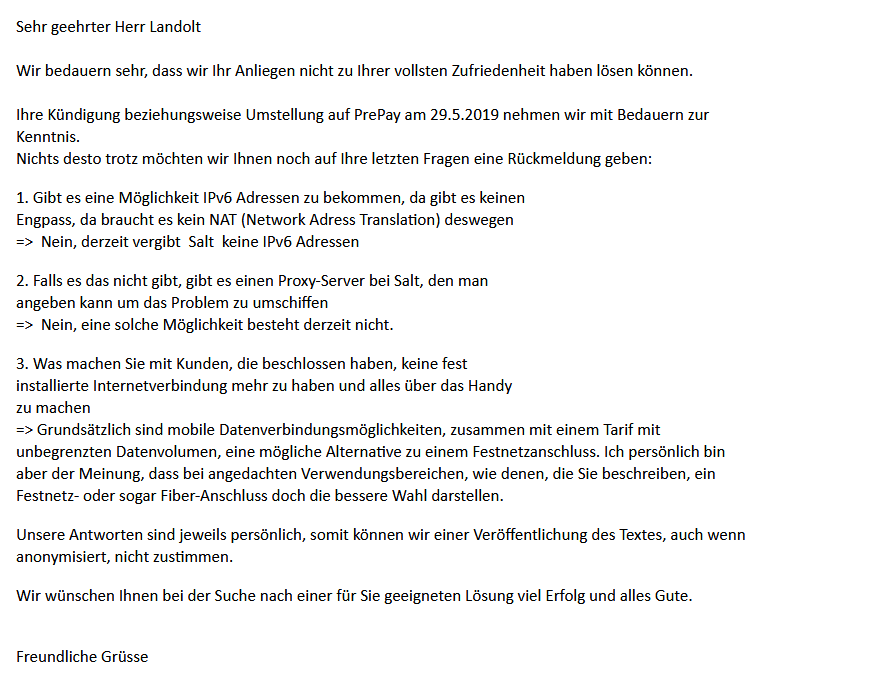 Sehr geehrter Herr Landolt
Wir bedauern sehr, dass wir Ihr Anliegen nicht zu Ihrer vollsten Zufriedenheit haben lösen können.
Ihre Kündigung beziehungsweise Umstellung auf PrePay am 29.5.2019 nehmen wir mit Bedauern zur
Kenntnis.
Nichts desto trotz möchten wir Ihnen noch auf Ihre letzten Fragen eine Rückmeldung geben:
1. Gibt es eine Möglichkeit IPv6 Adressen zu bekommen, da gibt es keinen
Engpass, da braucht es kein NAT (Network Adress Translation) deswegen
=> Nein, derzeit vergibt Salt keine IPv6 Adressen
2. Falls es das nicht gibt, gibt es einen Proxy-Server bei Salt, den man
angeben kann um das Problem zu umschiffen
=> Nein, eine solche Möglichkeit besteht derzeit nicht.
3. Was machen Sie mit Kunden, die beschlossen haben, keine fest
installierte Internetverbindung mehr zu haben und alles über das Handy
zu machen
=> Grundsätzlich sind mobile Datenverbindungsmöglichkeiten, zusammen mit einem Tarif mit
unbegrenzten Datenvolumen, eine mögliche Alternative zu einem Festnetzanschluss. Ich persönlich bin
aber der Meinung, dass bei angedachten Verwendungsbereichen, wie denen, die Sie beschreiben, ein
Festnetz- oder sogar Fiber-Anschluss doch die bessere Wahl darstellen.
Unsere Antworten sind jeweils persönlich, somit können wir einer Veröffentlichung des Textes, auch wenn
anonymisiert, nicht zustimmen.
Wir wünschen Ihnen bei der Suche nach einer für Sie geeigneten Lösung viel Erfolg und alles Gute.
Freundliche Grüsse